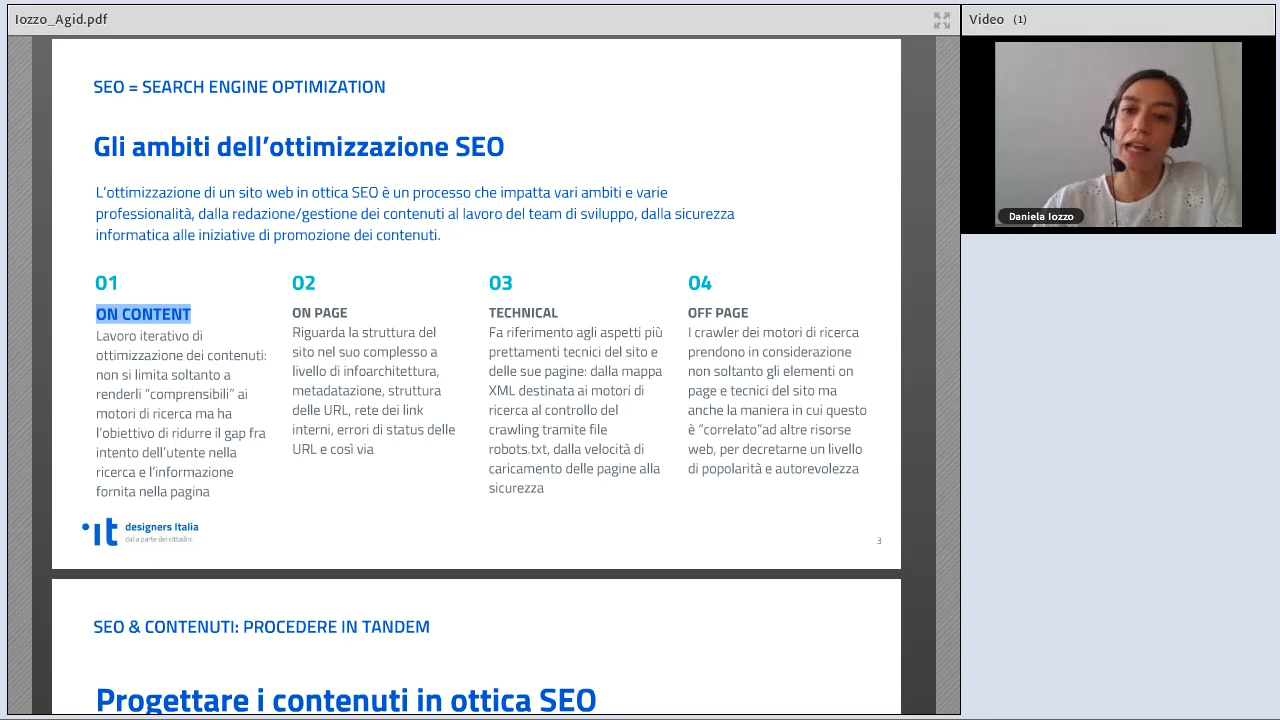 Iozzo_Agid.pdf
Video (1)
Daniela Iozzo
SEO = SEARCH ENGINE OPTIMIZATION
Gli ambiti dell’ottimizzazione SEO
L’ottimizzazione di un sito web in ottica SEO è un processo che impatta vari ambiti e varie
professionalità, dalla redazione/gestione dei contenuti al lavoro del team di sviluppo, dalla sicurezza
informatica alle iniziative di promozione dei contenuti.
01
ON CONTENT
Lavoro iterativo di
ottimizzazione dei contenuti:
non si limita soltanto a
renderli “comprensibili” ai
motori di ricerca ma ha
l’obiettivo di ridurre il gap fra
intento dell’utente nella
ricerca e l’informazione
fornita nella pagina
02
ON PAGE
Riguarda la struttura del
sito nel suo complesso a
livello di infoarchitettura,
metadatazione, struttura
delle URL, rete dei link
interni, errori di status delle
URL e così via
03
TECHNICAL
Fa riferimento agli aspetti più
prettamenti tecnici del sito e
delle sue pagine: dalla mappa
XML destinata ai motori di
ricerca al controllo del
crawling tramite file
robots.txt, dalla velocità di
caricamento delle pagine alla
sicurezza
04
OFF PAGE
I crawler dei motori di ricerca
prendono in considerazione
non soltanto gli elementi on
page e tecnici del sito ma
anche la maniera in cui questo
è “correlato”ad altre risorse
web, per decretarne un livello
di popolarità e autorevolezza
it designers Italia
dalla parte dei cittadini
3
SEO & CONTENUTI: PROCEDERE IN TANDEM
Progettare i contenuti in ottica SEO